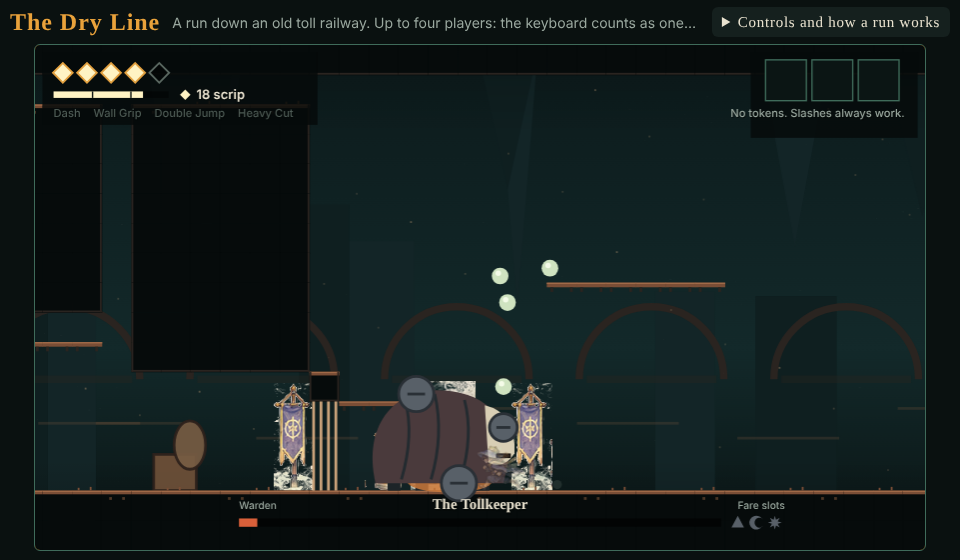 The Dry Line
A run down an old toll railway. Up to four players: the keyboard counts as one...
Controls and how a run works
18 scrip
Dash Wall Grip Double Jump Heavy Cut
No tokens. Slashes always work.
Warden
The Tollkeeper
Fare slots